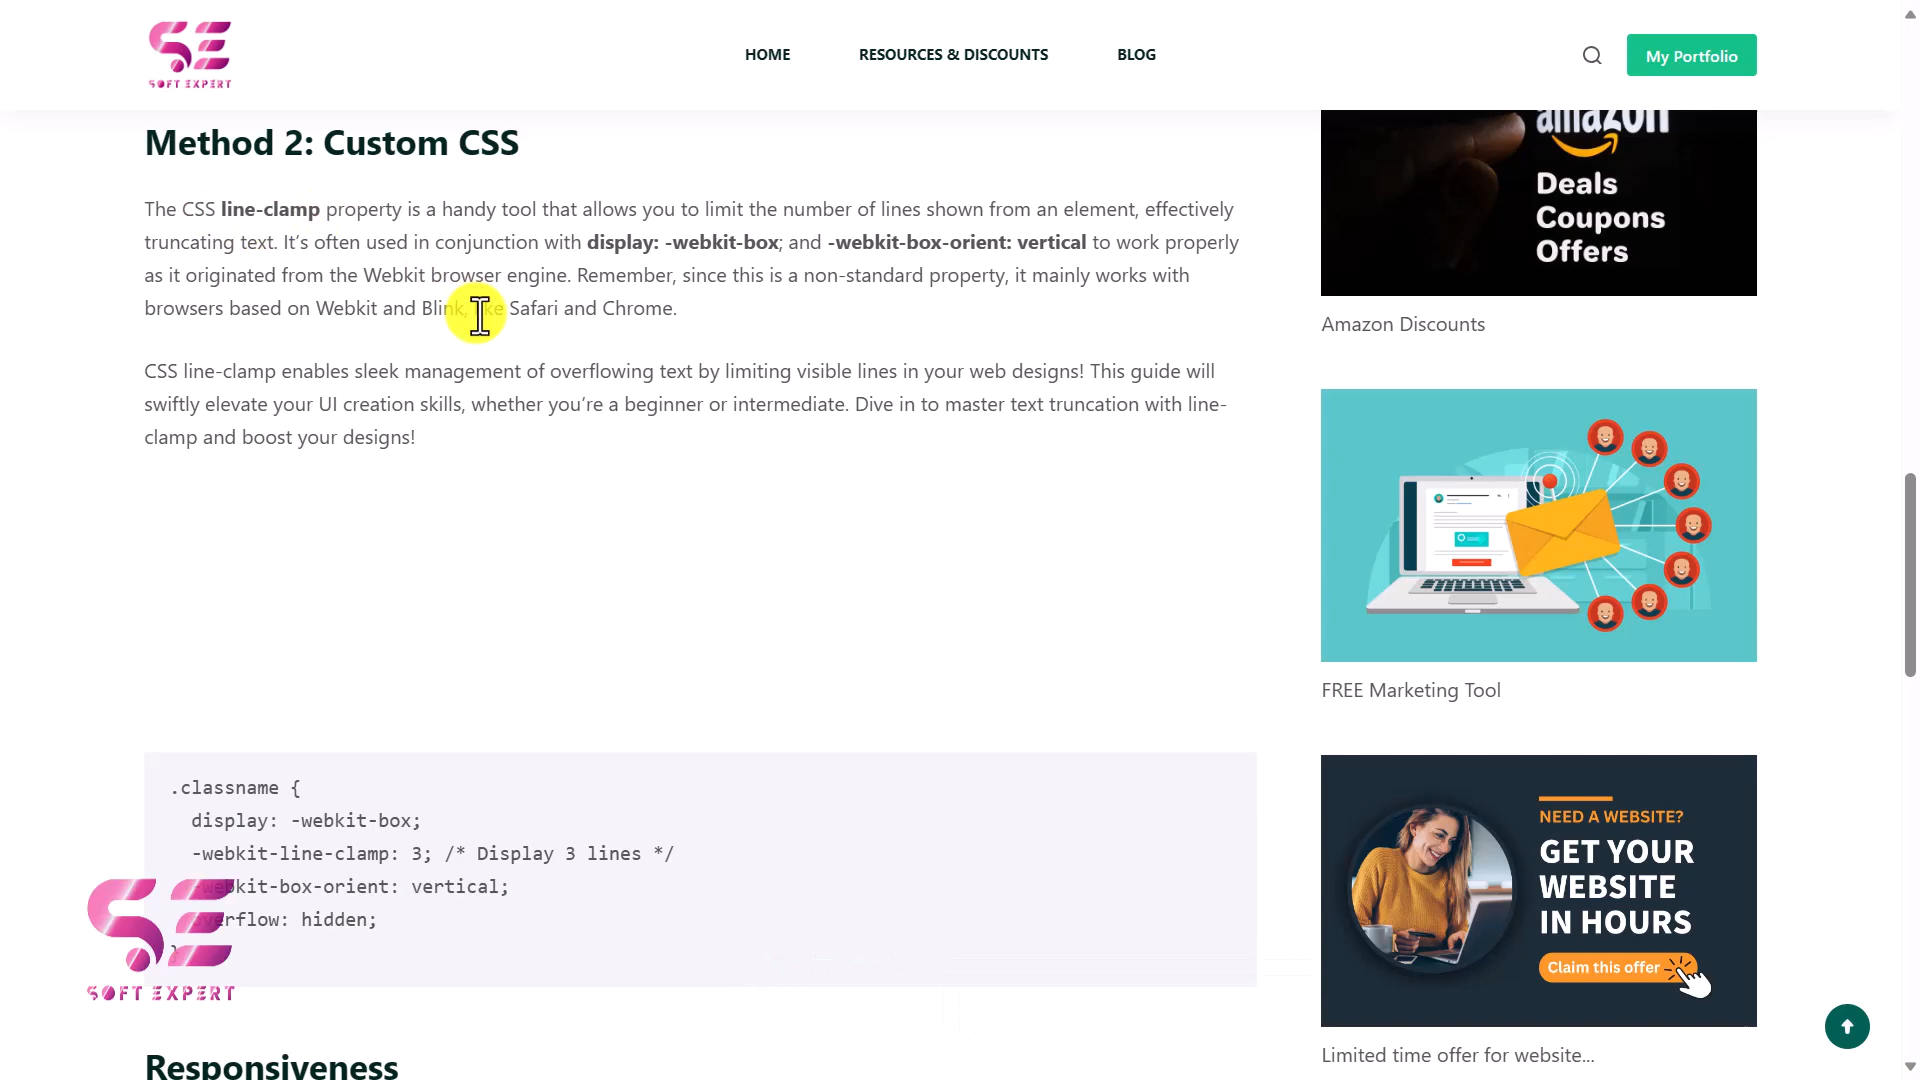 SOFT EXPERT
HOME
RESOURCES & DISCOUNTS
BLOG
My Portfolio
Method 2: Custom CSS
The CSS line-clamp property is a handy tool that allows you to limit the number of lines shown from an element, effectively
truncating text. It’s often used in conjunction with display: -webkit-box; and -webkit-box-orient: vertical to work properly
as it originated from the Webkit browser engine. Remember, since this is a non-standard property, it mainly works with
browsers based on Webkit and Blink, like Safari and Chrome.
CSS line-clamp enables sleek management of overflowing text by limiting visible lines in your web designs! This guide will
swiftly elevate your UI creation skills, whether you’re a beginner or intermediate. Dive in to master text truncation with line-
clamp and boost your designs!
.classname {
display: -webkit-box;
-webkit-line-clamp: 3; /* Display 3 lines */
-webkit-box-orient: vertical;
overflow: hidden;
}
SOFT EXPERT
Responsiveness
amazon
Deals
Coupons
Offers
Amazon Discounts
FREE Marketing Tool
NEED A WEBSITE?
GET YOUR
WEBSITE
IN HOURS
Claim this offer
Limited time offer for website...